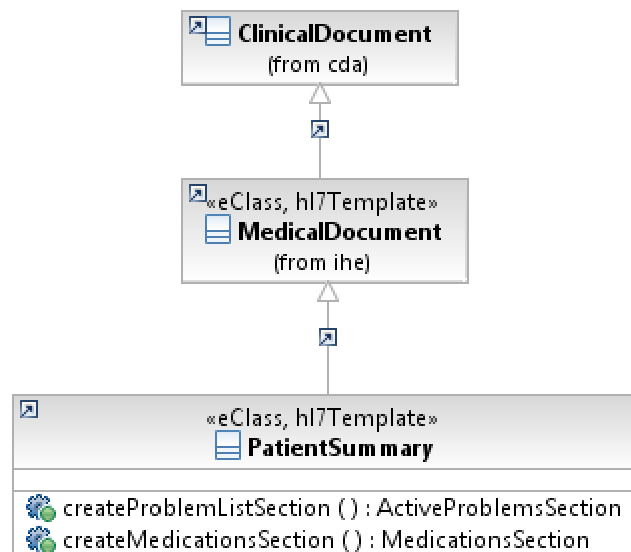 ClinicalDocument
(from cda)
«eClass, hl7Template»
MedicalDocument
(from ihe)
«eClass, hl7Template»
PatientSummary
createProblemListSection ( ) : ActiveProblemsSection
createMedicationsSection ( ) : MedicationsSection